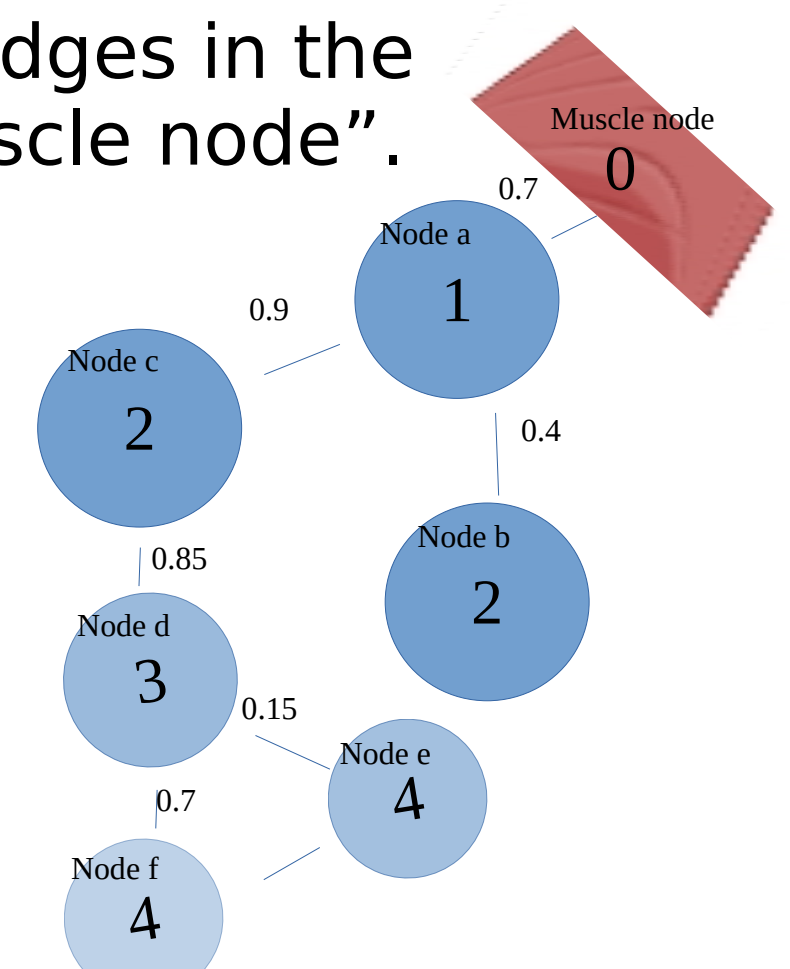 dges in the
scle node”.
Muscle node
0
0.7
Node a
1
0.9
Node c
2
0.4
Node b
2
0.85
Node d
3
0.15
Node e
4
0.7
Node f
4